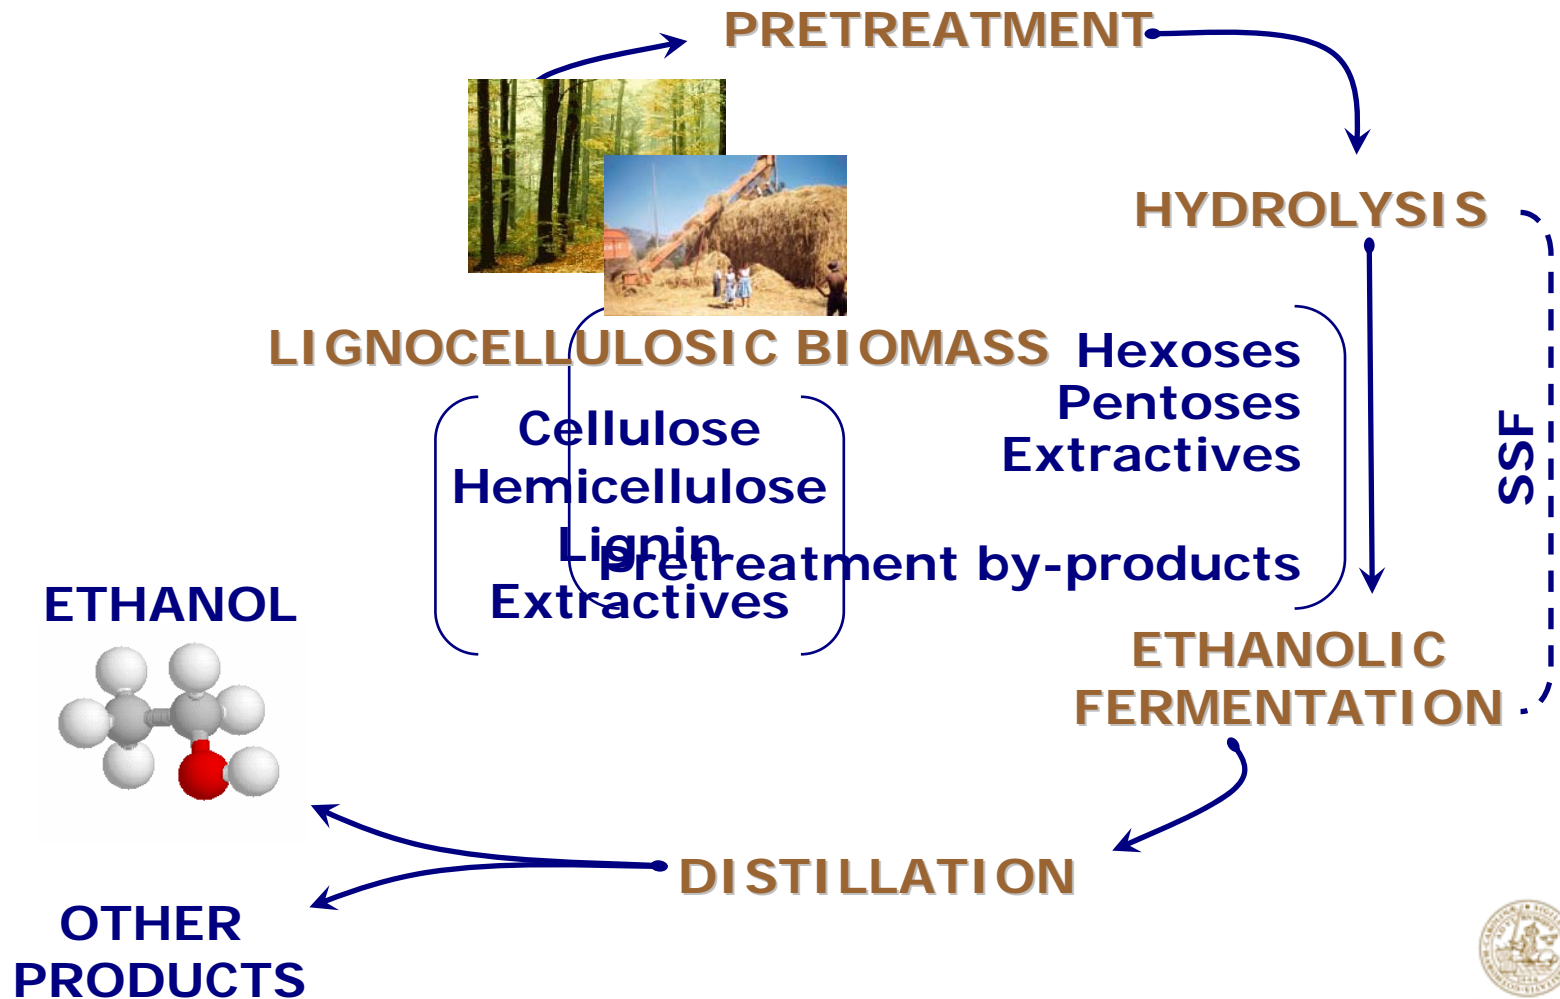 PRETREATMENT
HYDROLYSIS
LIGNOCELLULOSIC BIOMASS
Cellulose
Hemicellulose
Lignin
Extractives
Hexoses
Pentoses
Extractives
Pretreatment by-products
SSF
ETHANOLIC
FERMENTATION
DISTILLATION
ETHANOL
OTHER
PRODUCTS